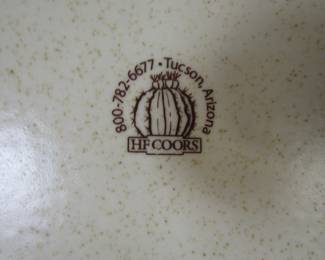 800-782-6677 • Tucson, Arizona
HF COORS